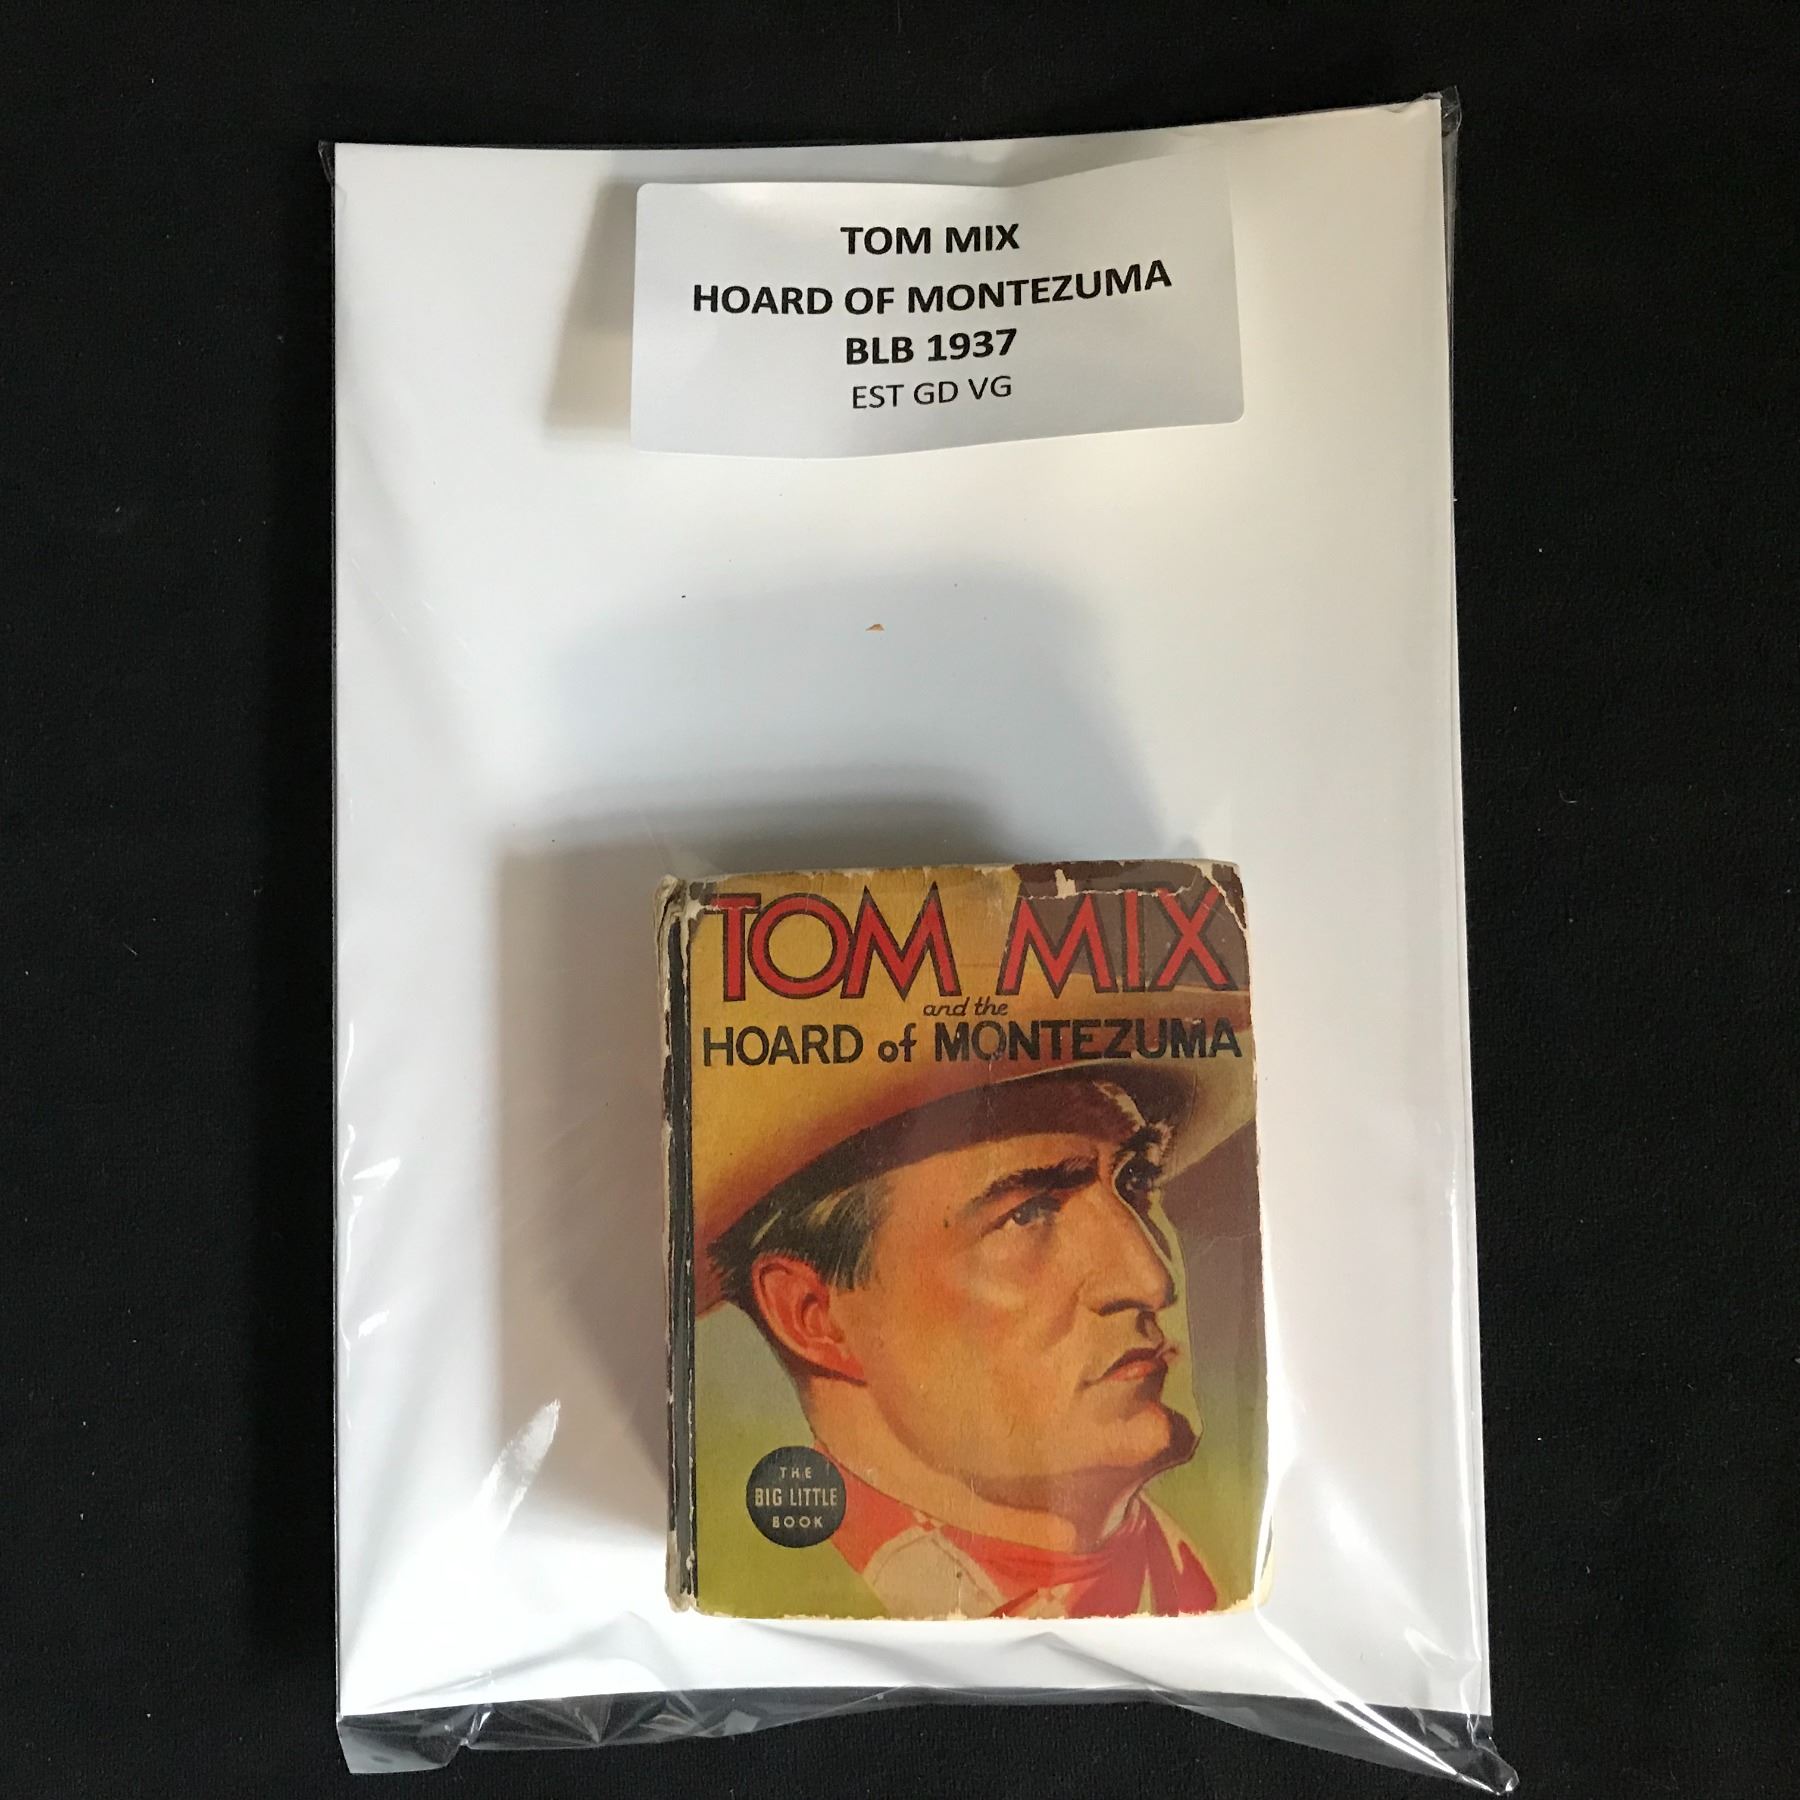 TOM MIX
HOARD OF MONTEZUMA
BLB 1937
EST GD VG
TOM MIX
and the
HOARD of MONTEZUMA
THE
BIG LITTLE
BOOK